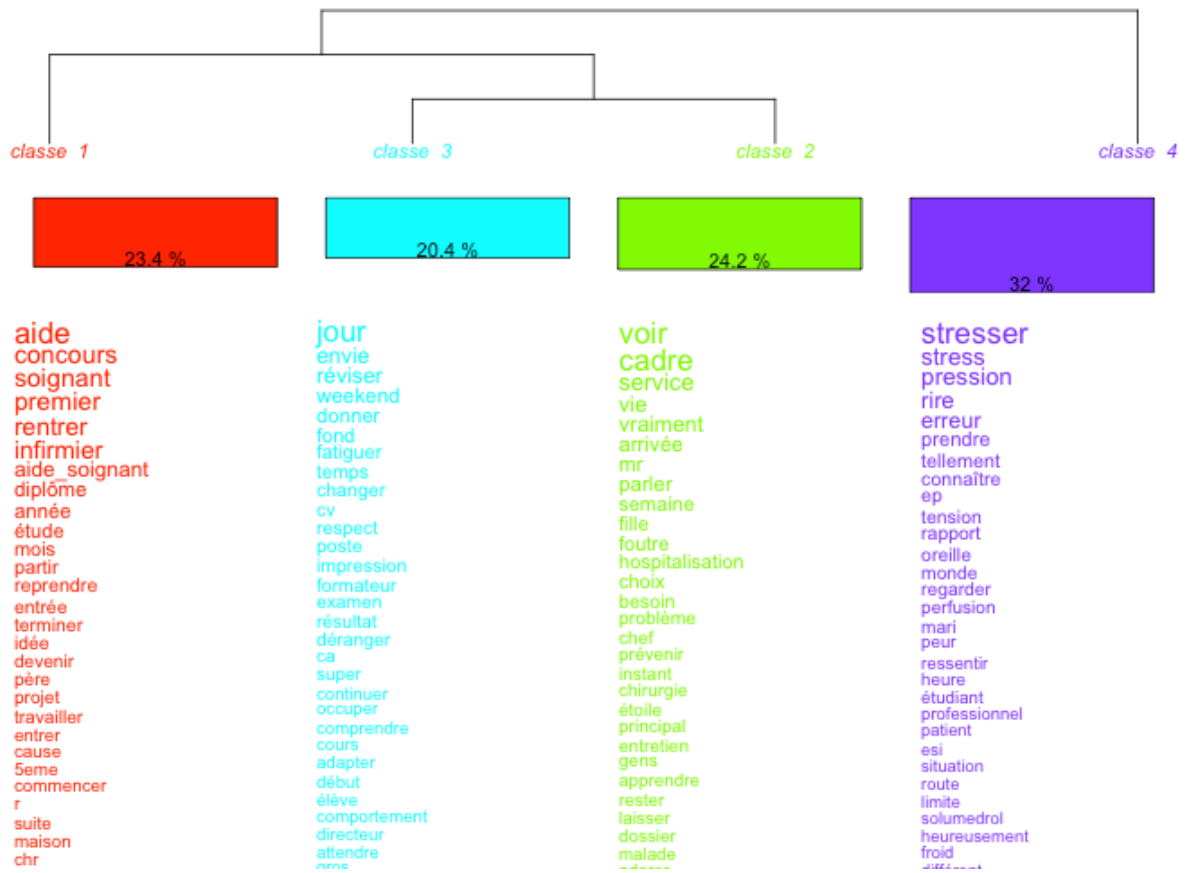 classe 1
classe 3
classe 2
classe 4
23.4 %
20.4 %
24.2 %
32 %
aide
concours
soignant
premier
rentrer
infirmier
aide_soignant
diplôme
année
étude
mois
partir
reprendre
entrée
terminer
idée
devenir
père
projet
travailler
entrer
cause
5eme
commencer
r
suite
maison
chr
jour
envie
réviser
weekend
donner
fond
fatiguer
temps
changer
cv
respect
poste
impression
formateur
examen
résultat
déranger
ca
super
continuer
occuper
comprendre
cours
adapter
début
élève
comportement
directeur
attendre
voir
cadre
service
vie
vraiment
arrivée
mr
parler
semaine
fille
foutre
hospitalisation
choix
besoin
problème
chef
prévenir
instant
chirurgie
étoile
principal
entretien
gens
apprendre
rester
laisser
dossier
malade
stresser
stress
pression
rire
erreur
prendre
tellement
connaître
ep
tension
rapport
oreille
monde
regarder
perfusion
mari
peur
ressentir
heure
étudiant
professionnel
patient
esi
situation
route
limite
solumedrol
heureusement
froid